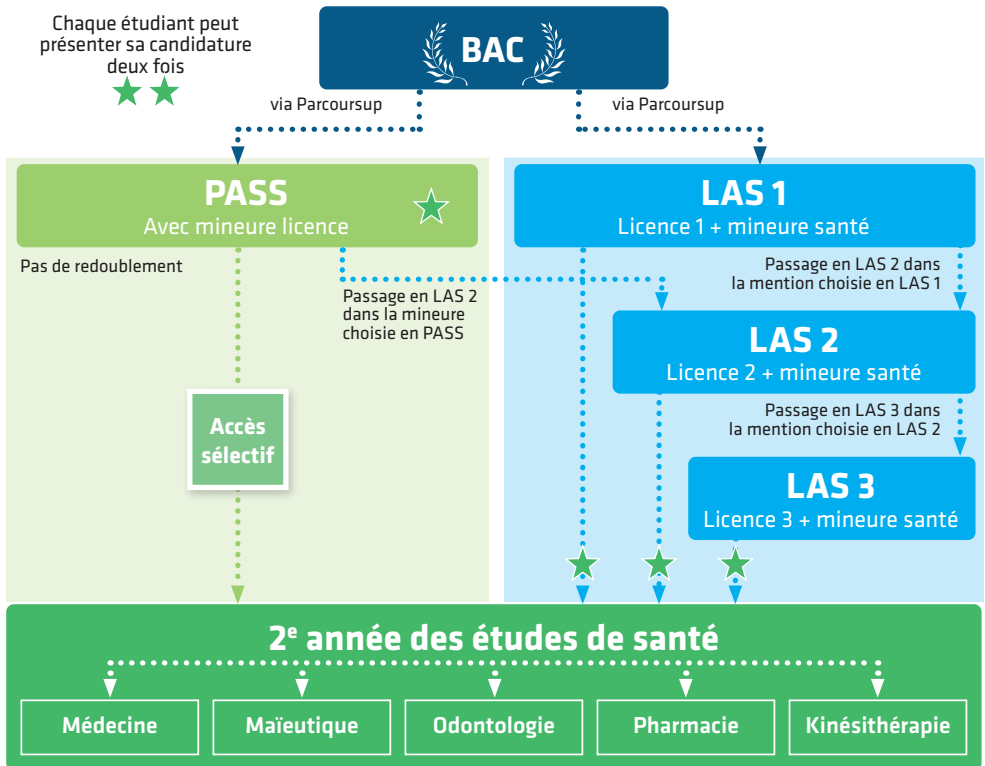 Chaque étudiant peut
présenter sa candidature
deux fois
BAC
via Parcoursup
via Parcoursup
PASS
Avec mineure licence
Pas de redoublement
Passage en LAS 2
dans la mineure
choisie en PASS
Accès
sélectif
LAS 1
Licence 1 + mineure santé
Passage en LAS 2 dans
la mention choisie en LAS 1
LAS 2
Licence 2 + mineure santé
Passage en LAS 3 dans
la mention choisie en LAS 2
LAS 3
Licence 3 + mineure santé
2e année des études de santé
Médecine
Maïeutique
Odontologie
Pharmacie
Kinésithérapie